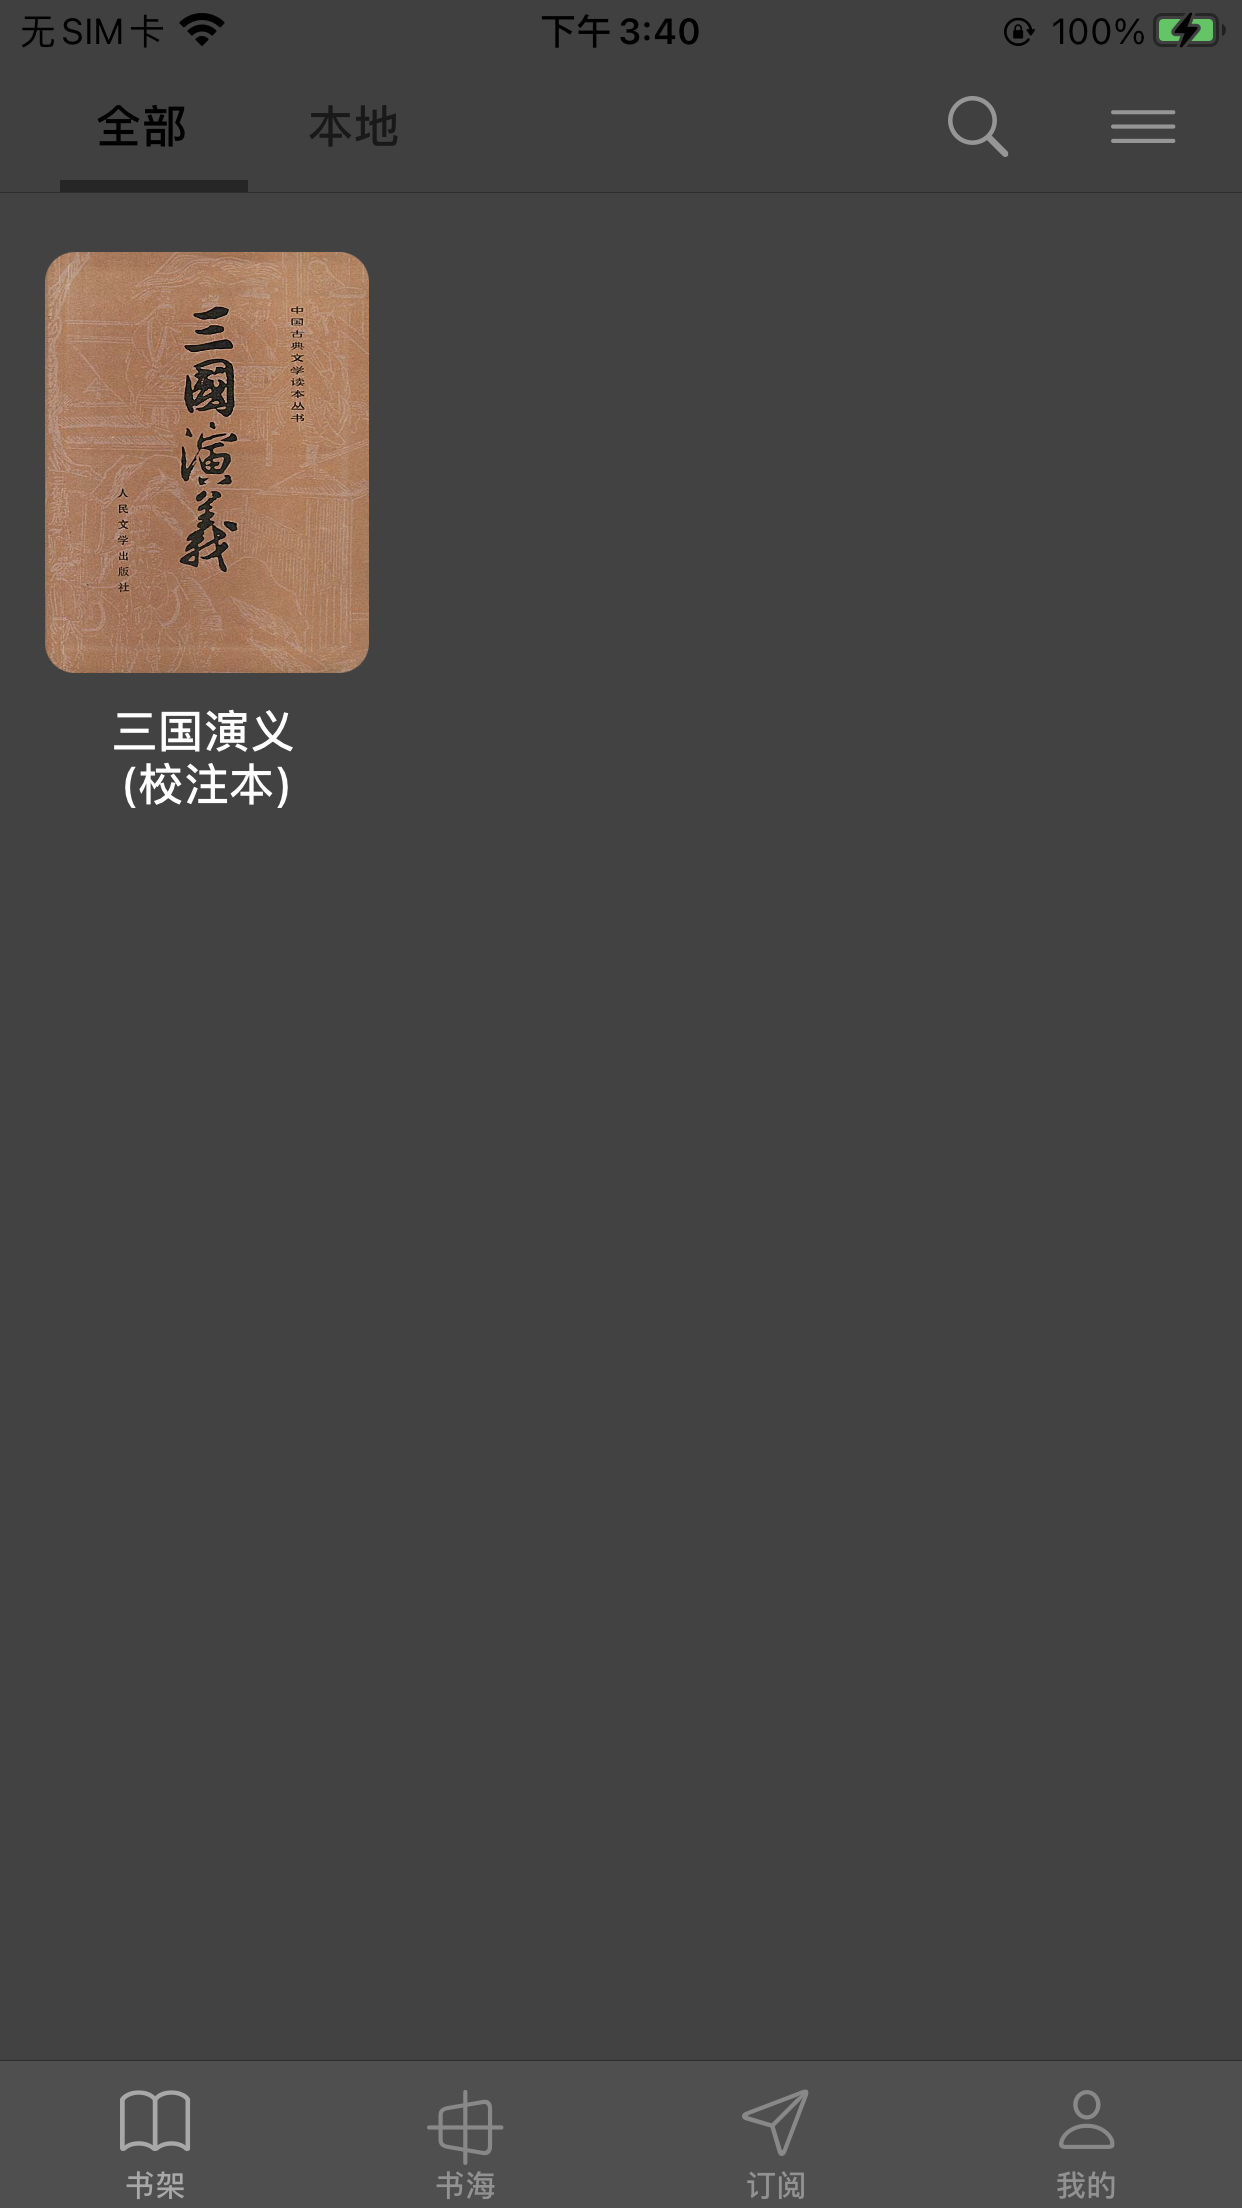 无SIM卡 下午3:40 100%
全部 本地
中国古典文学读本丛书
三國演義
人民文学出版社
三国演义
(校注本)
书架 书海 订阅 我的